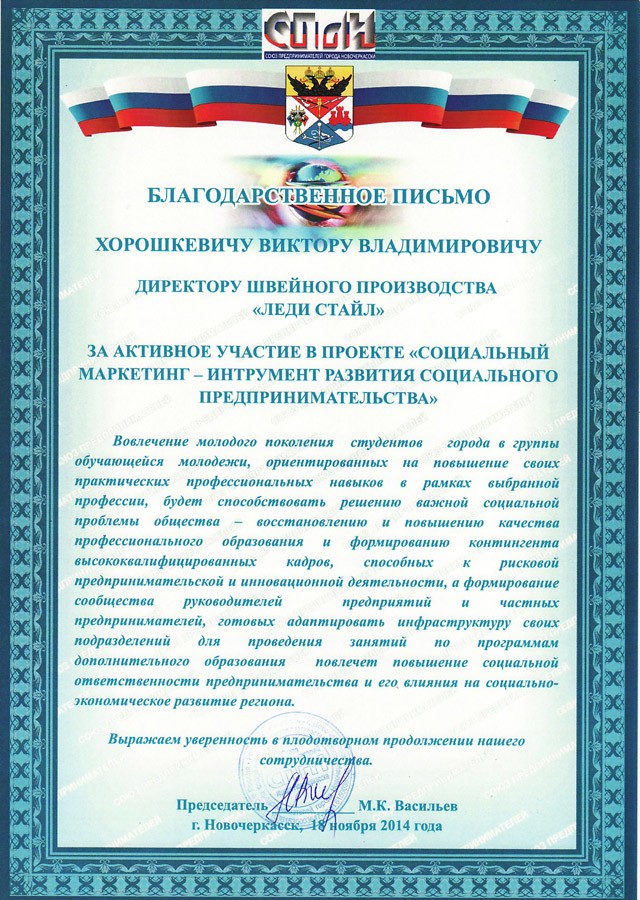 СПдН
СОЮЗ ПРЕДПРИНИМАТЕЛЕЙ ГОРОДА НОВОЧЕРКАССКА
БЛАГОДАРСТВЕННОЕ ПИСЬМО
ХОРОШКЕВИЧУ ВИКТОРУ ВЛАДИМИРОВИЧУ
ДИРЕКТОРУ ШВЕЙНОГО ПРОИЗВОДСТВА
«ЛЕДИ СТАЙЛ»
ЗА АКТИВНОЕ УЧАСТИЕ В ПРОЕКТЕ «СОЦИАЛЬНЫЙ
МАРКЕТИНГ – ИНТРУМЕНТ РАЗВИТИЯ СОЦИАЛЬНОГО
ПРЕДПРИНИМАТЕЛЬСТВА»
Вовлечение молодого поколения студентов города в группы
обучающейся молодежи, ориентированных на повышение своих
практических профессиональных навыков в рамках выбранной
профессии, будет способствовать решению важной социальной
проблемы общества – восстановлению и повышению качества
профессионального образования и формированию контингента
высококвалифицированных кадров, способных к рисковой
предпринимательской и инновационной деятельности, а формирование
сообщества руководителей предприятий и частных
предпринимателей, готовых адаптировать инфраструктуру своих
подразделений для проведения занятий по программам
дополнительного образования повлечет повышение социальной
ответственности предпринимательства и его влияния на социально-
экономическое развитие региона.
Выражаем уверенность в плодотворном продолжении нашего
сотрудничества.
Председатель М.К. Васильев
г. Новочеркасск, 18 ноября 2014 года